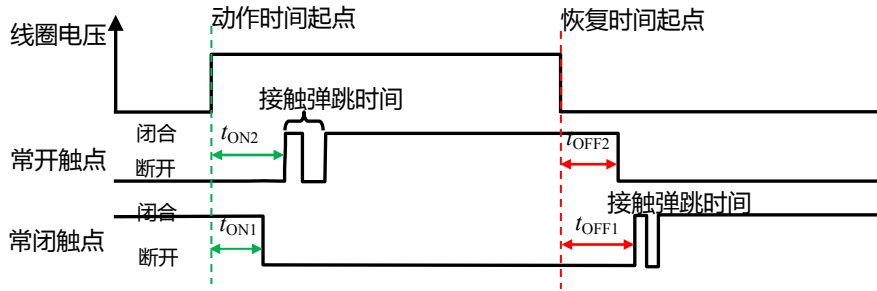 动作时间起点
恢复时间起点
线圈电压
接触弹跳时间
闭合
tON2
tOFF2
常开触点
断开
接触弹跳时间
闭合
tON1
tOFF1
常闭触点
断开